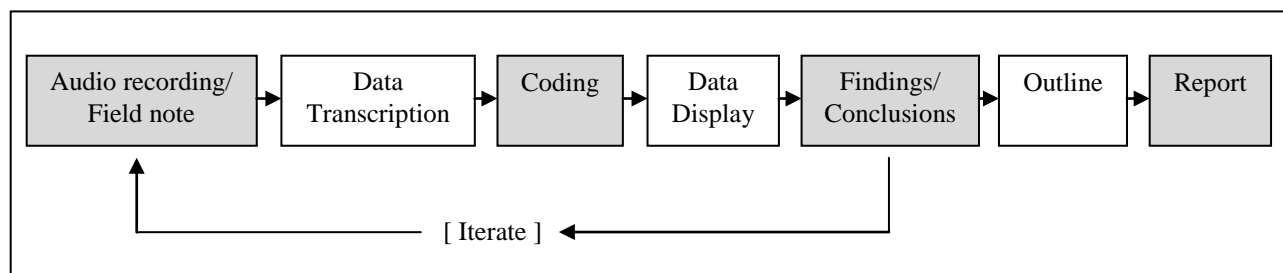 Audio recording/
Field note
Data
Transcription
Coding
Data
Display
Findings/
Conclusions
Outline
Report
[ Iterate ]